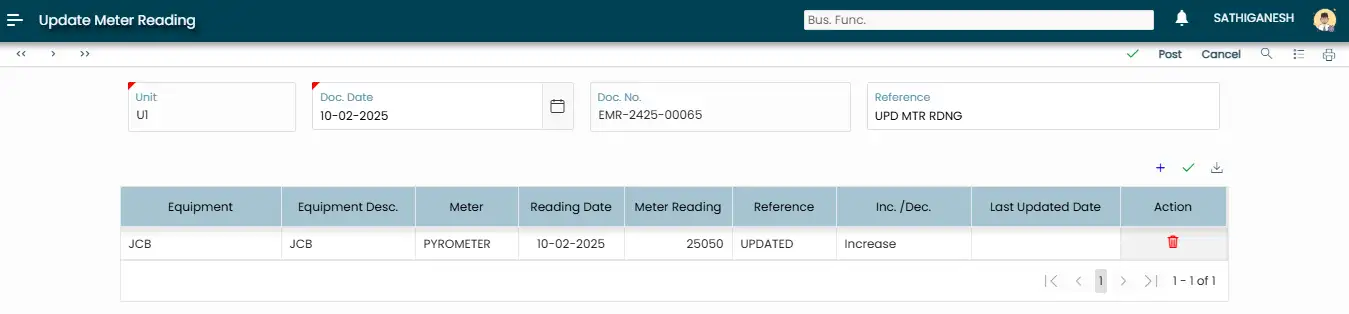 Update Meter Reading Bus. Func. SATHIGANESH
<< > >> Post Cancel
Unit Doc. Date Doc. No. Reference
U1 10-02-2025 EMR-2425-00065 UPD MTR RDNG
+
Equipment Equipment Desc. Meter Reading Date Meter Reading Reference Inc. /Dec. Last Updated Date Action
JCB JCB PYROMETER 10-02-2025 25050 UPDATED Increase
1 1 - 1 of 1